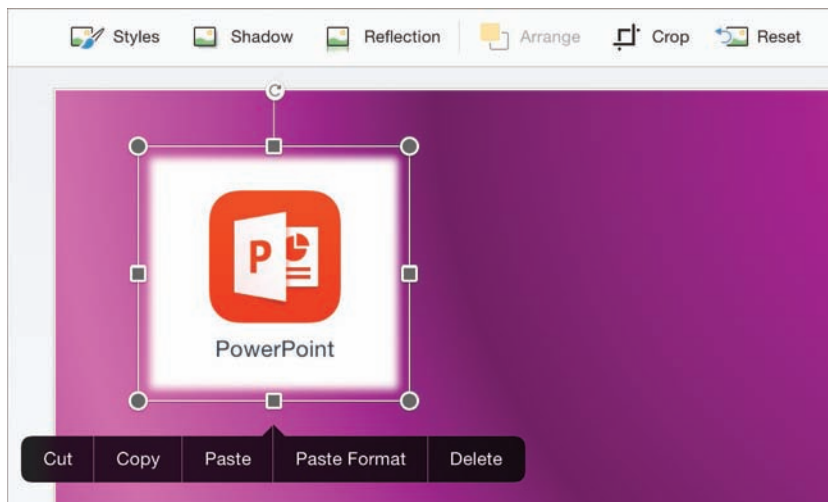 Styles Shadow Reflection Arrange Crop Reset
P
PowerPoint
Cut Copy Paste Paste Format Delete